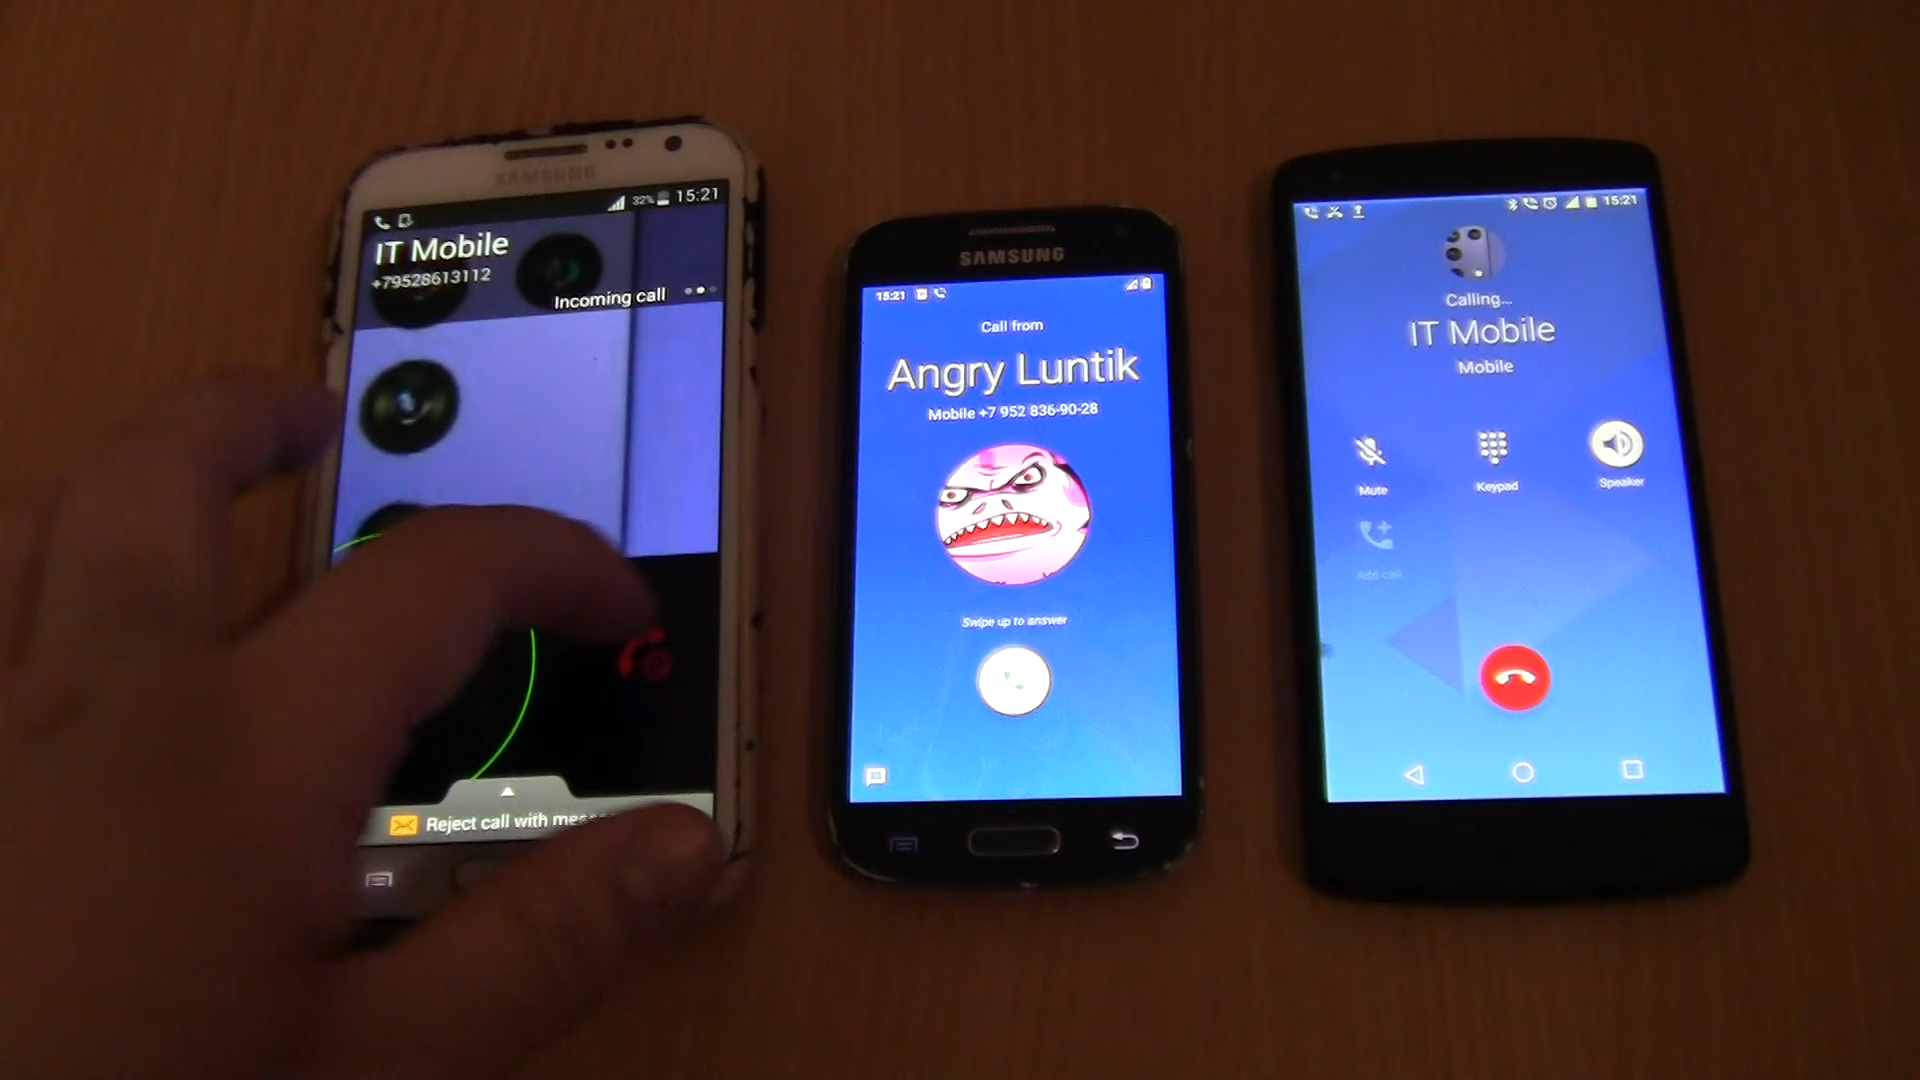 SAMSUNG
32% 15:21
IT Mobile
+79528613112
Incoming call
Reject call with mess
SAMSUNG
15:21
Call from
Angry Luntik
Mobile +7 952 836-90-28
Swipe up to answer
15:21
Calling...
IT Mobile
Mobile
Mute
Keypad
Speaker
Add call